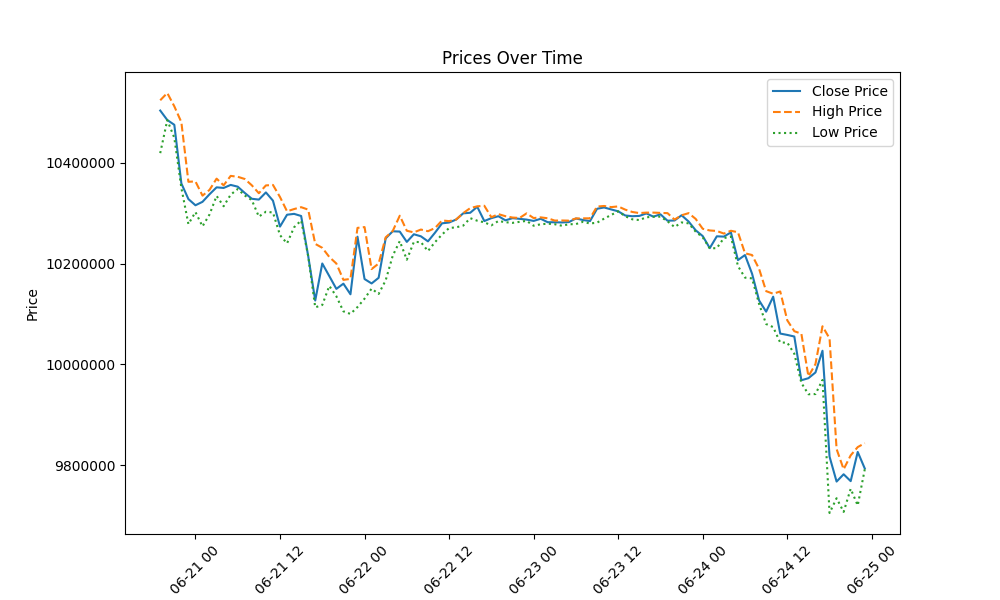 Prices Over Time
Close Price
High Price
Low Price
Price
10400000
10200000
10000000
9800000
06-21 00
06-21 12
06-22 00
06-22 12
06-23 00
06-23 12
06-24 00
06-24 12
06-25 00